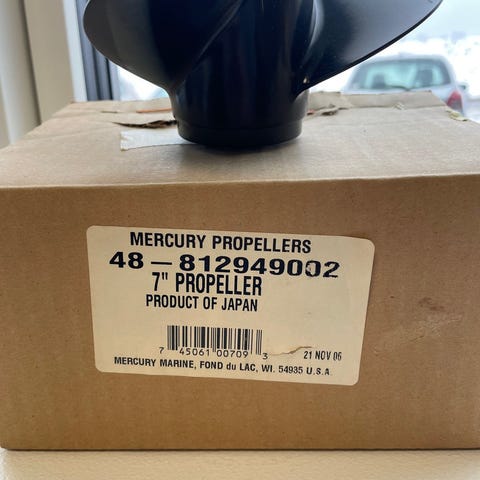 MERCURY PROPELLERS
48-812949002
7" PROPELLER
PRODUCT OF JAPAN
7 45061 00709 3
21 NOV 06
MERCURY MARINE, FOND du LAC, WI. 54935 U.S.A.